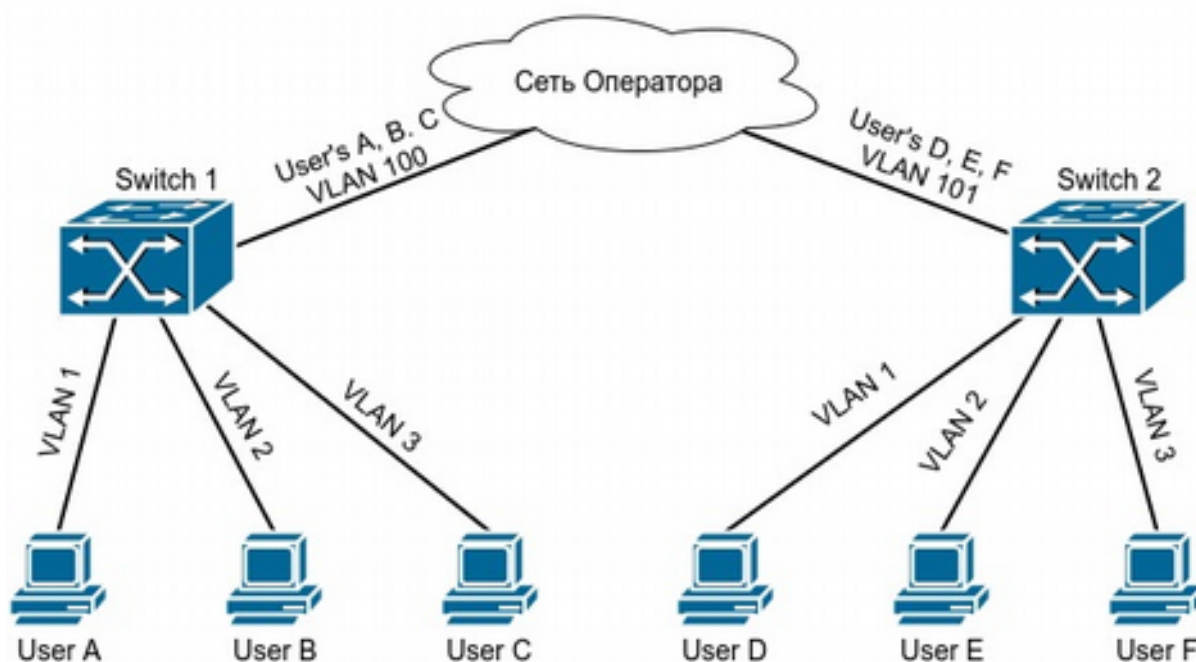 Сеть Оператора
User's A, B. C
VLAN 100
User's D, E, F
VLAN 101
Switch 1
Switch 2
VLAN 1
VLAN 2
VLAN 3
VLAN 1
VLAN 2
VLAN 3
User A
User B
User C
User D
User E
User F